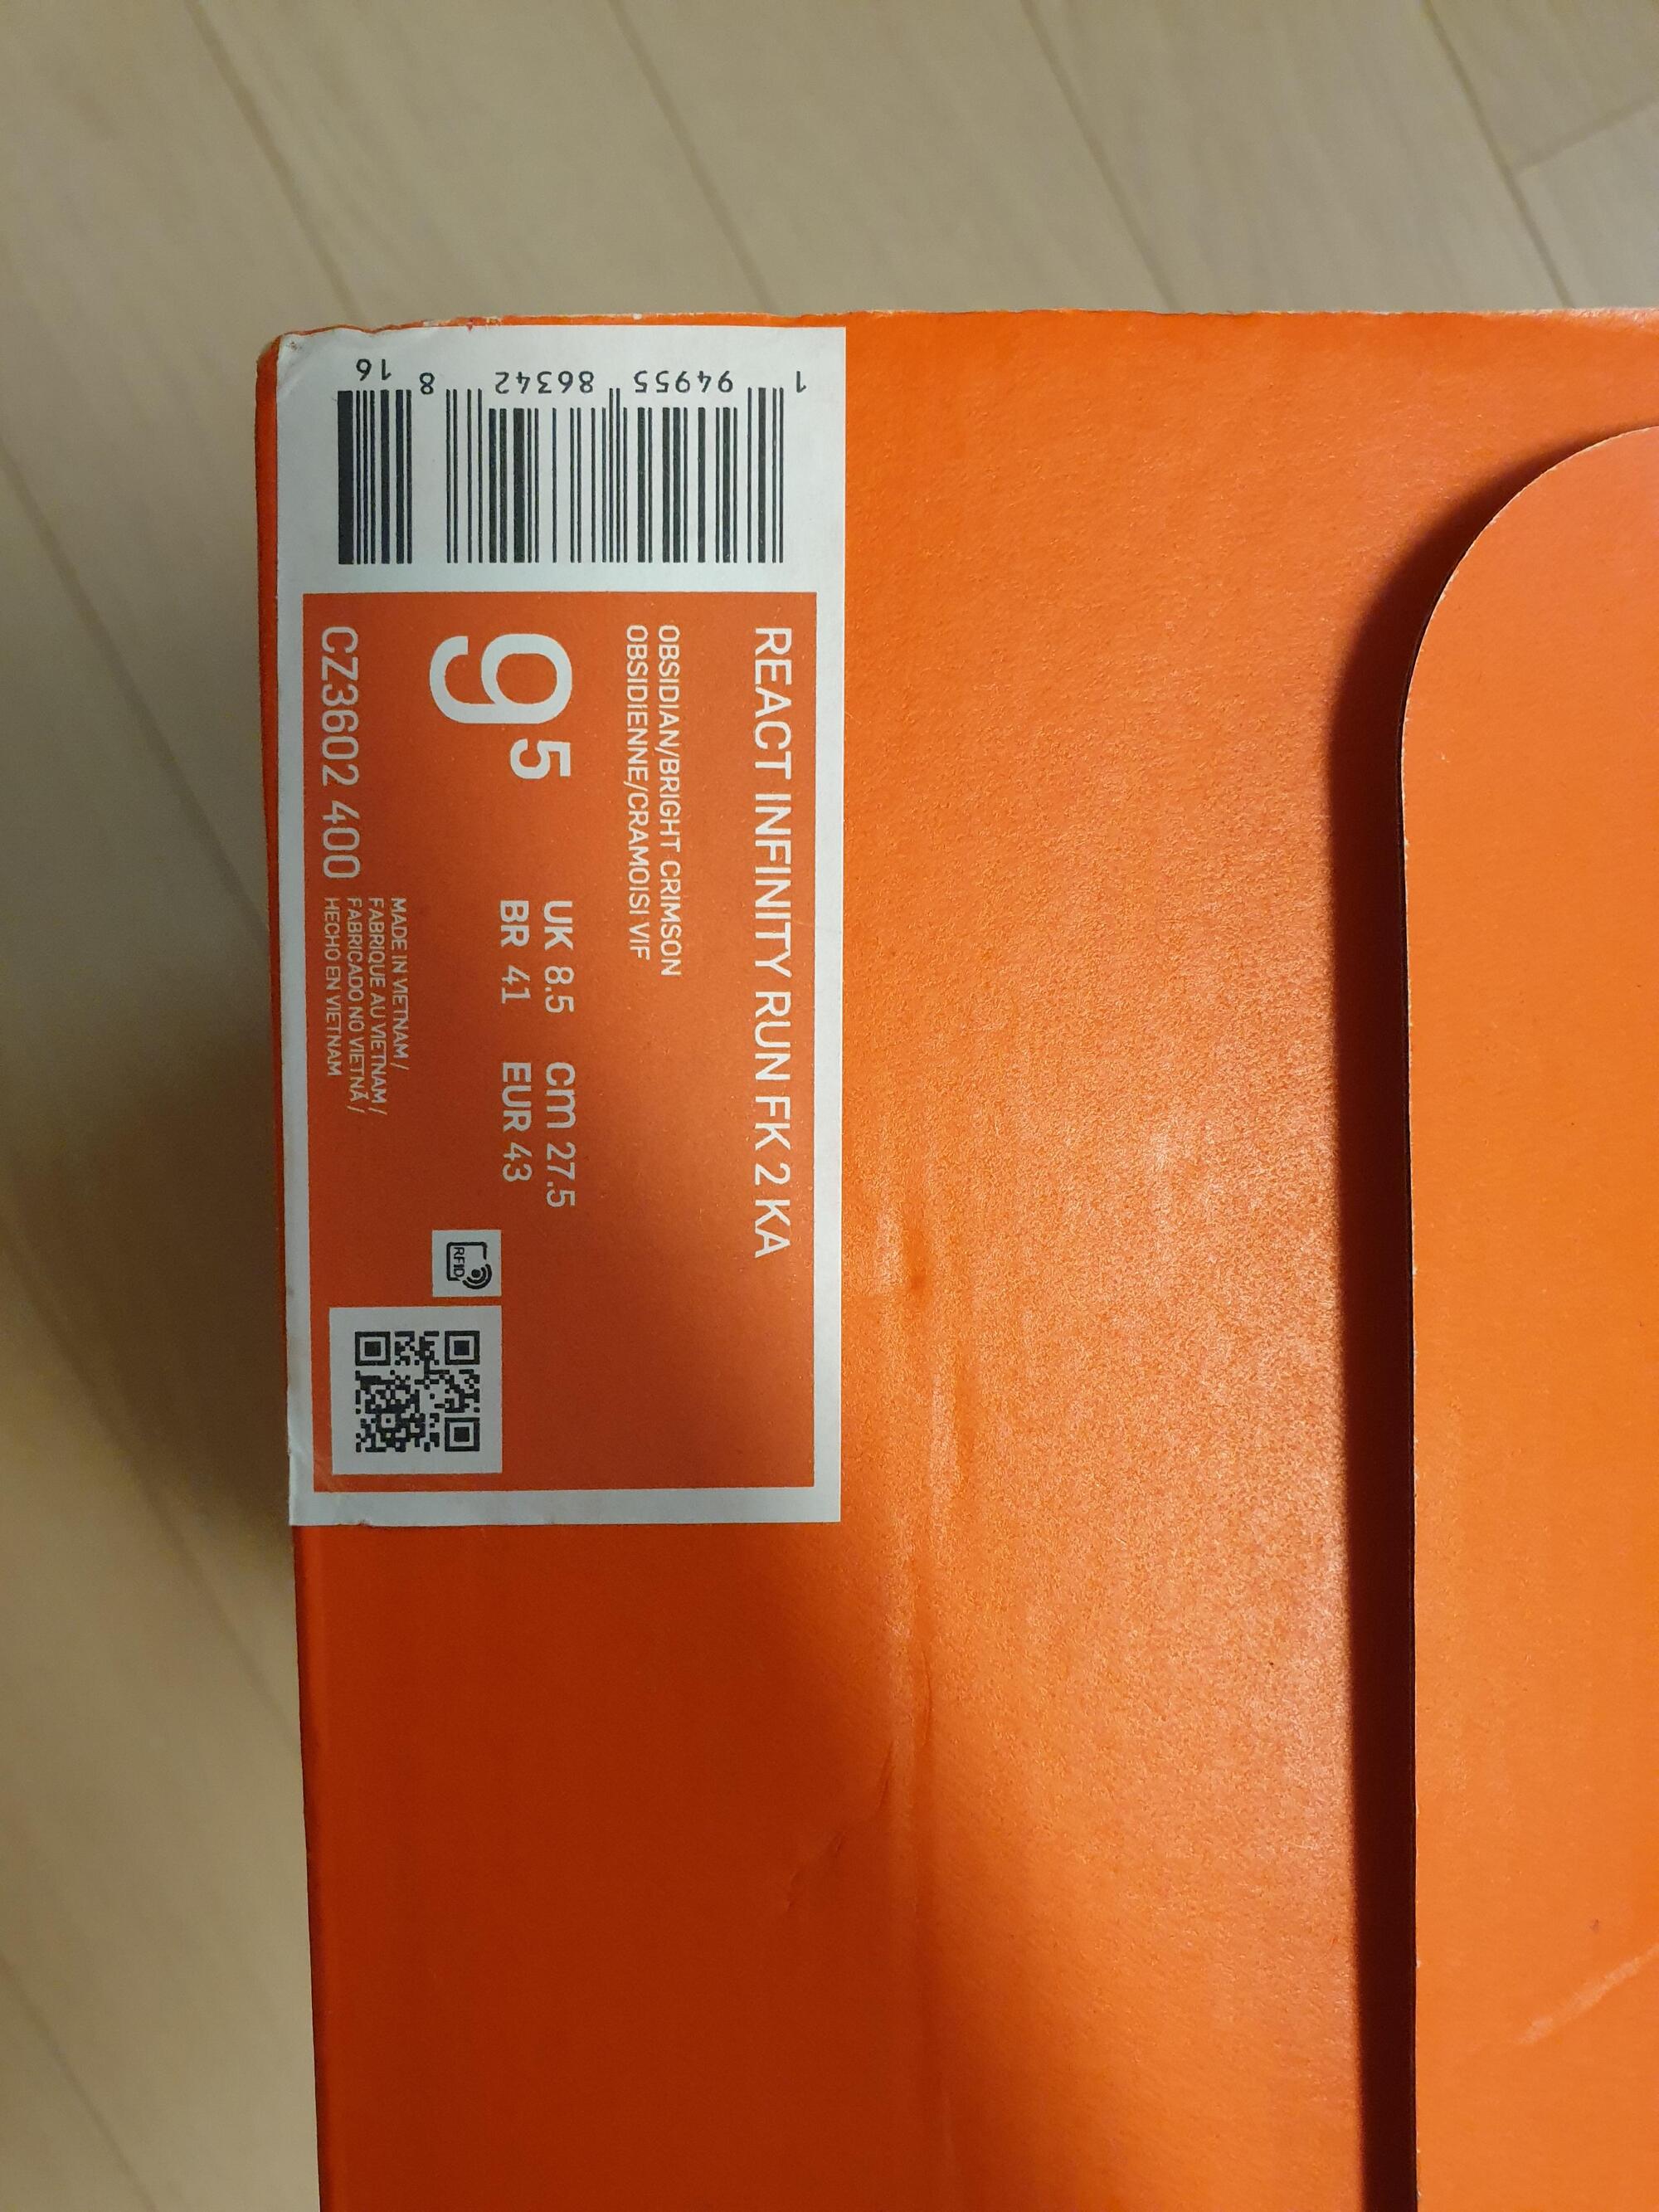 REACT INFINITY RUN FK 2 KA
OBSIDIAN/BRIGHT CRIMSON
OBSIDIENNE/CRAMOISI VIF
9 5
UK 8.5 cm 27.5
BR 41 EUR 43
RFID
CZ3602 400
MADE IN VIETNAM /
FABRIQUE AU VIETNAM /
FABRICADO NO VIETNÃ /
HECHO EN VIETNAM
1 94955 86342 8 16